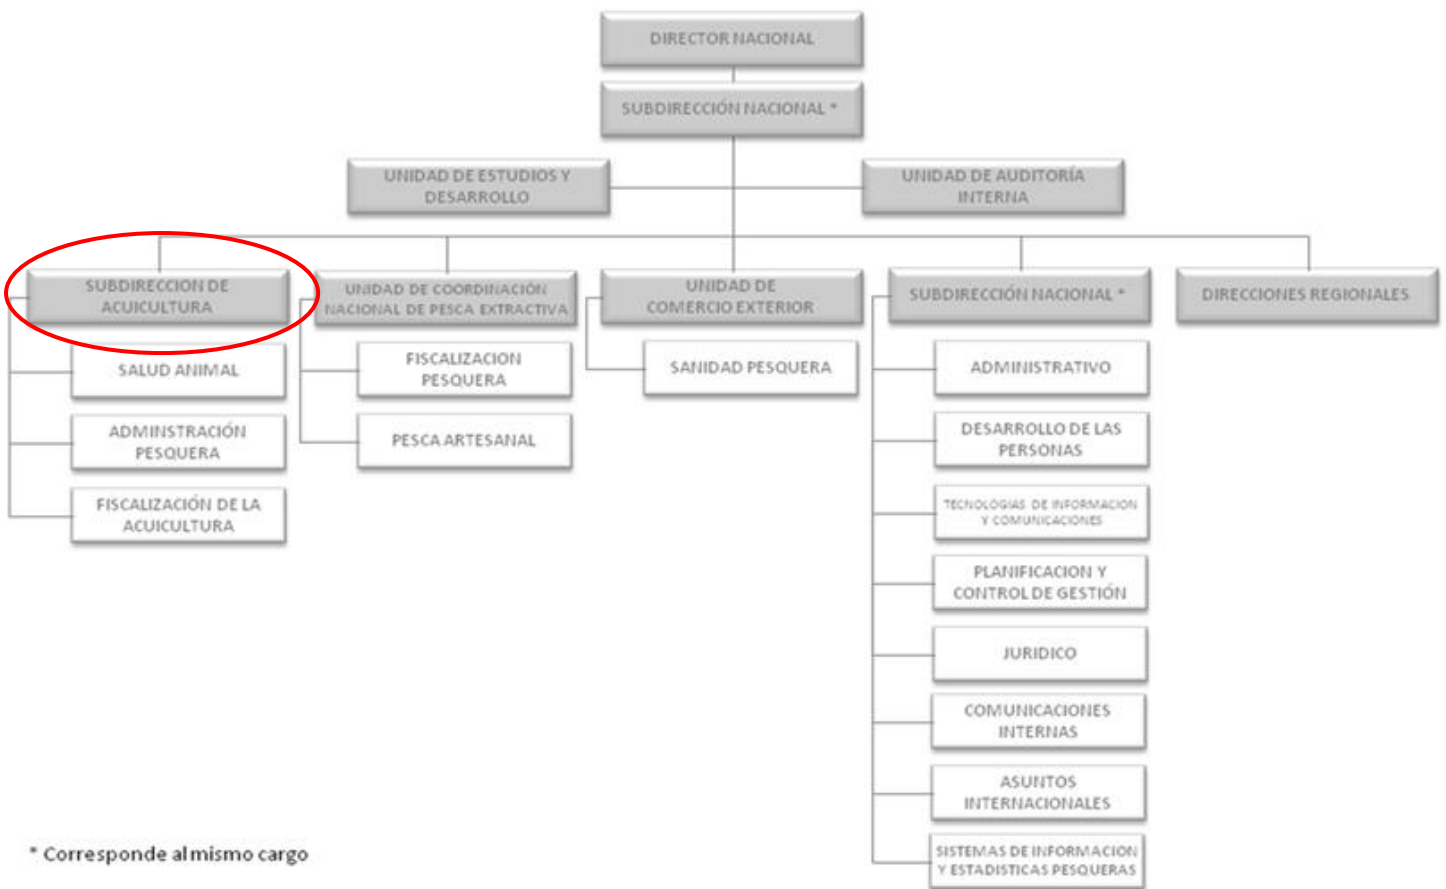 DIRECTOR NACIONAL
SUBDIRECCIÓN NACIONAL *
UNIDAD DE ESTUDIOS Y
DESARROLLO
UNIDAD DE AUDITORÍA
INTERNA
SUBDIRECCION DE
ACUICULTURA
UNIDAD DE COORDINACIÓN
NACIONAL DE PESCA EXTRACTIVA
UNIDAD DE
COMERCIO EXTERIOR
SUBDIRECCIÓN NACIONAL *
DIRECCIONES REGIONALES
SALUD ANIMAL
ADMINSTRACIÓN
PESQUERA
FISCALIZACIÓN DE LA
ACUICULTURA
FISCALIZACION
PESQUERA
PESCA ARTESANAL
SANIDAD PESQUERA
ADMINISTRATIVO
DESARROLLO DE LAS
PERSONAS
TECNOLOGIAS DE INFORMACION
Y COMUNICACIONES
PLANIFICACION Y
CONTROL DE GESTIÓN
JURIDICO
COMUNICACIONES
INTERNAS
ASUNTOS
INTERNACIONALES
SISTEMAS DE INFORMACION
Y ESTADISTICAS PESQUERAS
* Corresponde al mismo cargo